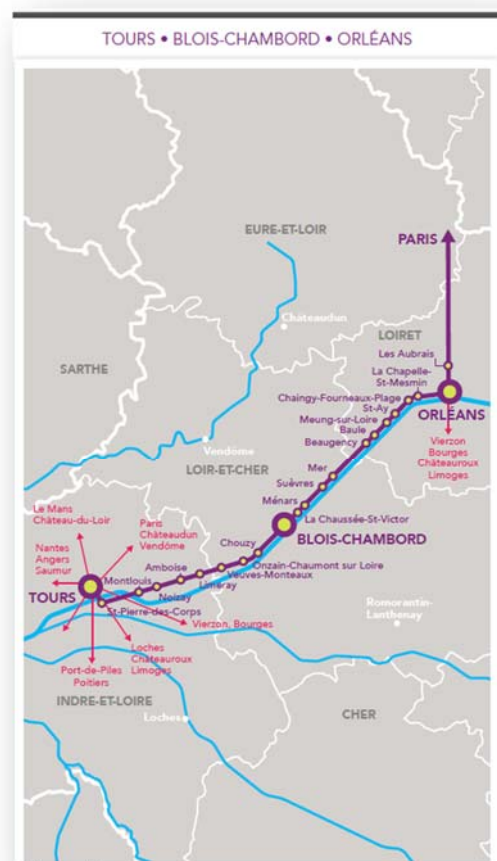 TOURS • BLOIS-CHAMBORD • ORLÉANS
EURE-ET-LOIR
PARIS
Châteaudun
LOIRET
Les Aubrais
SARTHE
La Chapelle-
St-Mesmin
Chaingy-Fourneaux-Plage
St-Ay
ORLÉANS
Meung-sur-Loire
Baule
Beaugency
Vierzon
Bourges
Châteauroux
Limoges
Vendôme
LOIR-ET-CHER
Mer
Suèvres
Ménars
La Chaussée-St-Victor
BLOIS-CHAMBORD
Le Mans
Château-du-Loir
Paris
Châteaudun
Vendôme
Chouzy
Onzain-Chaumont sur Loire
Veuves-Monteaux
Nantes
Angers
Saumur
Amboise
Limeray
Montlouis
Noizay
TOURS
St-Pierre-des-Corps
Romorantin-
Lanthenay
Vierzon, Bourges
Loches
Châteauroux
Limoges
Port-de-Piles
Poitiers
INDRE-ET-LOIRE
Loches
CHER